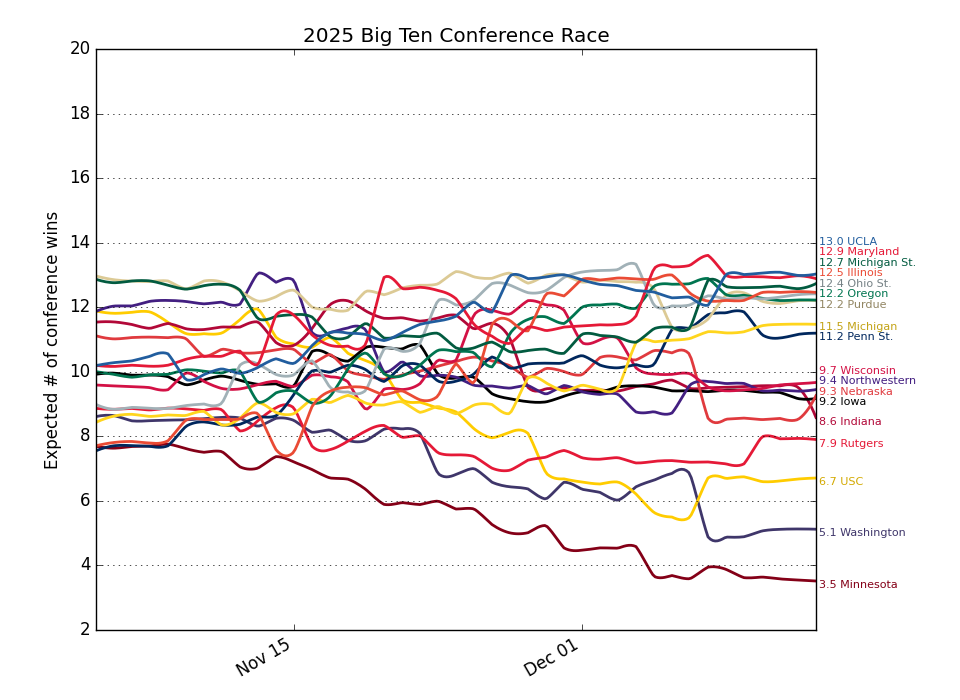 2025 Big Ten Conference Race
Expected # of conference wins
20
18
16
14
12
10
8
6
4
2
Nov 15
Dec 01
13.0 UCLA
12.9 Maryland
12.7 Michigan St.
12.5 Illinois
12.4 Ohio St.
12.2 Oregon
12.2 Purdue
11.5 Michigan
11.2 Penn St.
9.7 Wisconsin
9.4 Northwestern
9.3 Nebraska
9.2 Iowa
8.6 Indiana
7.9 Rutgers
6.7 USC
5.1 Washington
3.5 Minnesota